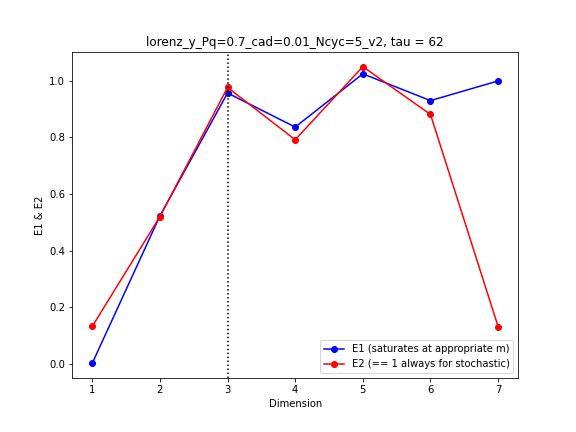 lorenz_y_Pq=0.7_cad=0.01_Ncyc=5_v2, tau = 62
1.0
0.8
0.6
0.4
0.2
0.0
E1 & E2
E1 (saturates at appropriate m)
E2 (== 1 always for stochastic)
1 2 3 4 5 6 7
Dimension